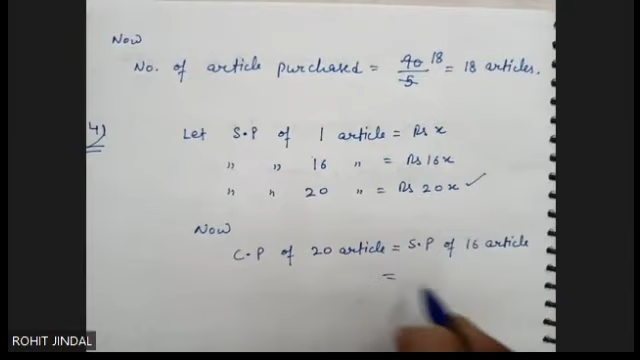 Now
No. of article purchased = 90/5 18 = 18 articles.
4) Let S.P of 1 article = Rs x
" " 16 " = Rs 16x
" " 20 " = Rs 20x ✓
Now
C.P of 20 article = S.P of 16 article
=
ROHIT JINDAL